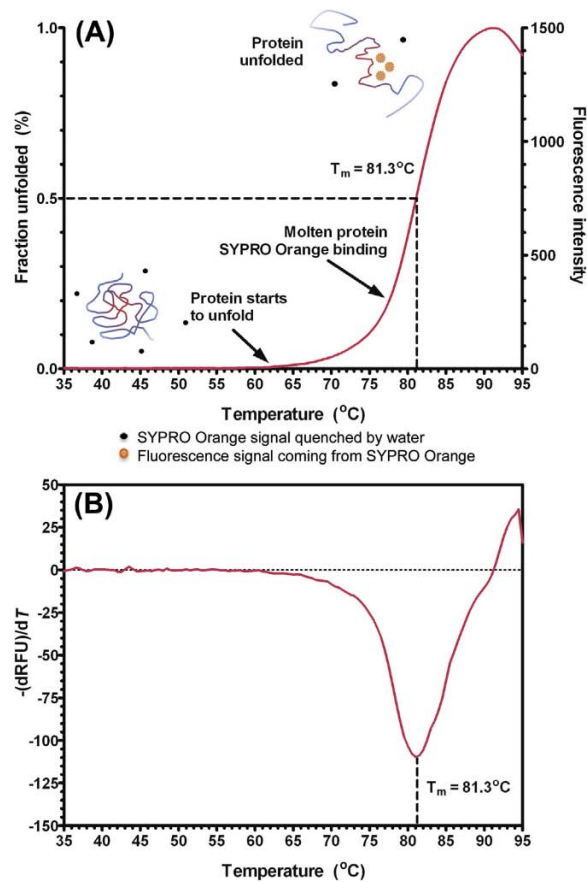 (A)
Protein
unfolded
Tm = 81.3°C
Molten protein
SYPRO Orange binding
Protein starts
to unfold
Fraction unfolded (%)
1.0
0.5
0.0
Fluorescence intensity
1500
1000
500
0
35 40 45 50 55 60 65 70 75 80 85 90 95
Temperature (°C)
SYPRO Orange signal quenched by water
Fluorescence signal coming from SYPRO Orange
(B)
-(dRFU)/dT
50
25
0
-25
-50
-75
-100
-125
-150
Tm = 81.3°C
35 40 45 50 55 60 65 70 75 80 85 90 95
Temperature (°C)